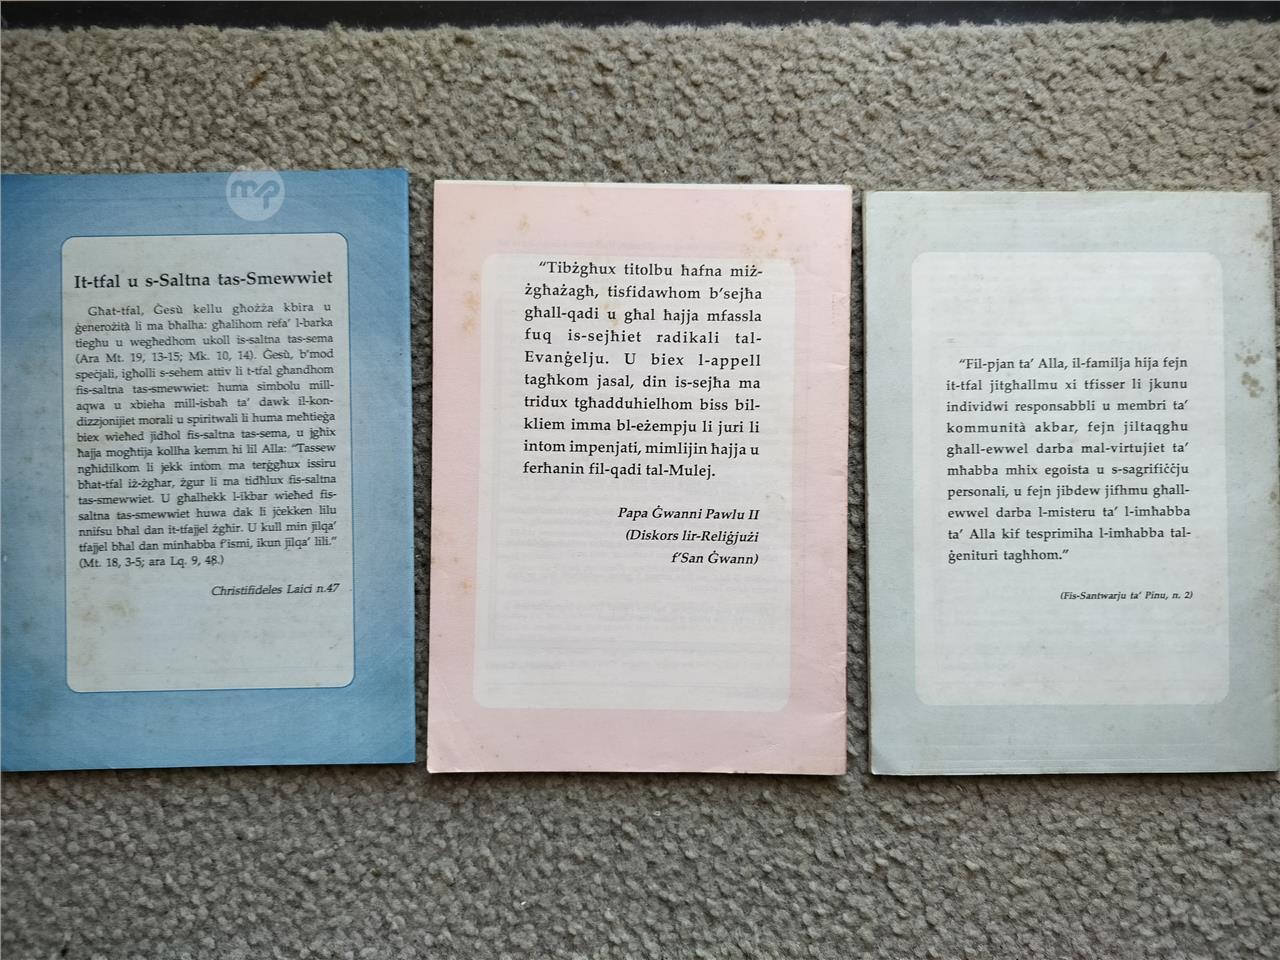 mp
It-tfal u s-Saltna tas-Smewwiet
Għat-tfal, Ġesù kellu għożża kbira u
ġenerożità li ma bħalha: għalihom refa' l-barka
tiegħu u wegħedhom ukoll is-saltna tas-sema
(Ara Mt. 19, 13-15; Mk. 10, 14). Ġesù, b'mod
speċjali, igħolli s-sehem attiv li t-tfal għandhom
fis-saltna tas-smewwiet: huma simbolu mill-
aqwa u xbieha mill-isbaħ ta' dawk il-kon-
dizzjonijiet morali u spiritwali li huma meħtieġa
biex wieħed jidħol fis-saltna tas-sema, u jgħix
ħajja mogħtija kollha kemm hi lil Alla: "Tassew
ngħidilkom li jekk intom ma terġgħux issiru
bħat-tfal iż-żgħar, żgur li ma tidħlux fis-saltna
tas-smewwiet. U għalhekk l-ikbar wieħed fis-
saltna tas-smewwiet huwa dak li jċekken lilu
nnifsu bħal dan it-tfajjel żgħir. U kull min jilqa'
tfajjel bħal dan minħabba f'ismi, ikun jilqa' lili."
(Mt. 18, 3-5; ara Lq. 9, 48.)
Christifideles Laici n.47
"Tibżgħux titolbu ħafna miż-
żgħażagħ, tisfidawhom b'sejħa
għall-qadi u għal ħajja mfassla
fuq is-sejħiet radikali tal-
Evanġelju. U biex l-appell
tagħkom jasal, din is-sejħa ma
tridux tgħadduhielhom biss bil-
kliem imma bl-eżempju li juri li
intom impenjati, mimlijin ħajja u
ferħanin fil-qadi tal-Mulej.
Papa Ġwanni Pawlu II
(Diskors lir-Reliġjużi
f'San Ġwann)
"Fil-pjan ta' Alla, il-familja hija fejn
it-tfal jitgħallmu xi tfisser li jkunu
individwi responsabbli u membri ta'
kommunità akbar, fejn jiltaqgħu
għall-ewwel darba mal-virtujiet ta'
mħabba mhix egoista u s-sagrifiċċju
personali, u fejn jibdew jifhmu għall-
ewwel darba l-misteru ta' l-imħabba
ta' Alla kif tesprimiha l-imħabba tal-
ġenituri tagħhom."
(Fis-Santwarju ta' Pinu, n. 2)